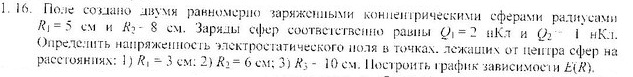 1. 16. Поле создано двумя равномерно заряженными концентрическими сферами радиусами
R₁ = 5 см и R₂ - 8 см. Заряды сфер соответственно равны Q₁ = 2 нКл и Q₂ - 1 нКл.
Определить напряженность электростатического поля в точках, лежащих от центра сфер на
расстояниях: 1) R₁ = 3 см; 2) R₂ = 6 см; 3) R₃ - 10 см. Построить график зависимости E(R).